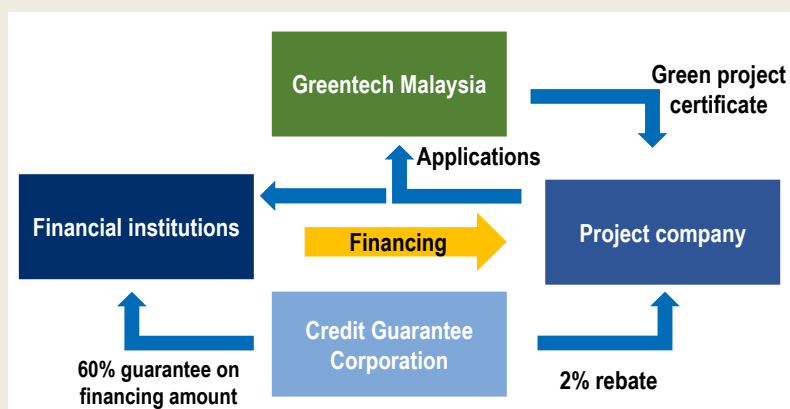 Greentech Malaysia
Green project
certificate
Applications
Financial institutions
Financing
Project company
Credit Guarantee
Corporation
60% guarantee on
financing amount
2% rebate